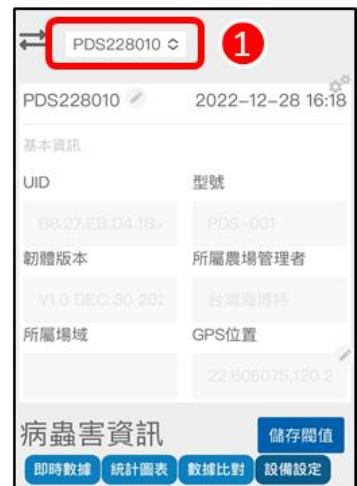 PDS228010
1
PDS228010 2022-12-28 16:18
基本資訊
UID 型號
B8.27.EB.D4.1B. PDS-001
韌體版本 所屬農場管理者
V1.0 DEC 30 202 台灣海博特
所屬場域 GPS位置
22.606075,120.2
病蟲害資訊 儲存閥值
即時數據 統計圖表 數據比對 設備設定